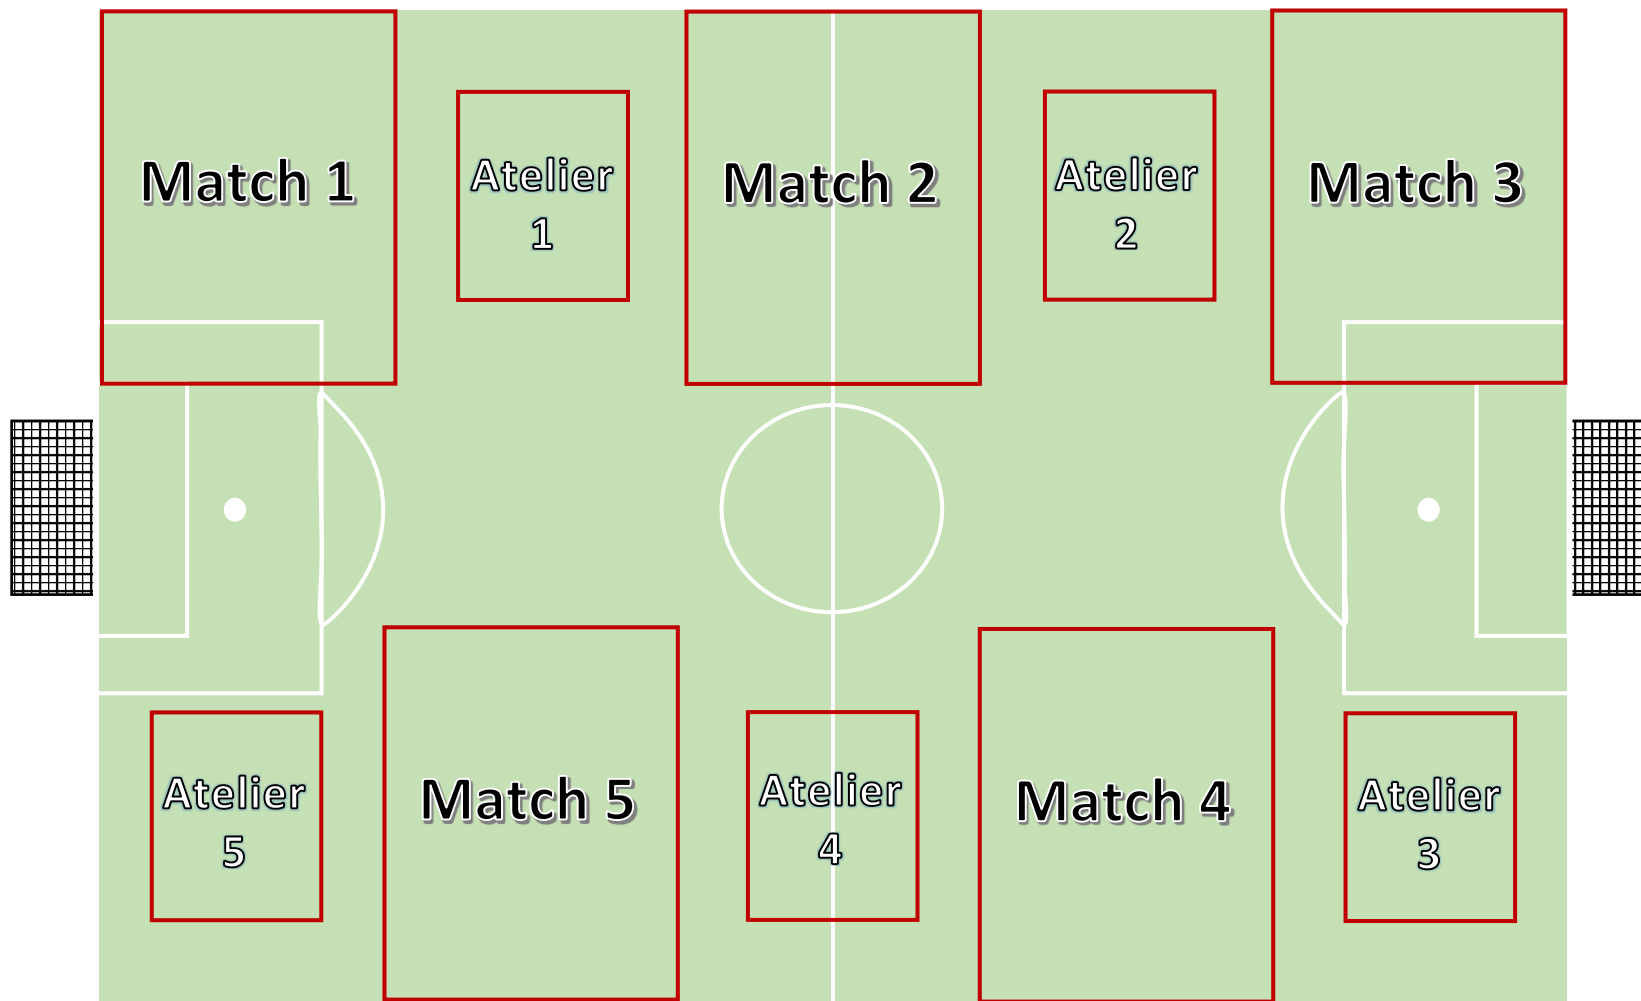 Match 1
Atelier
1
Match 2
Atelier
2
Match 3
Atelier
5
Match 5
Atelier
4
Match 4
Atelier
3